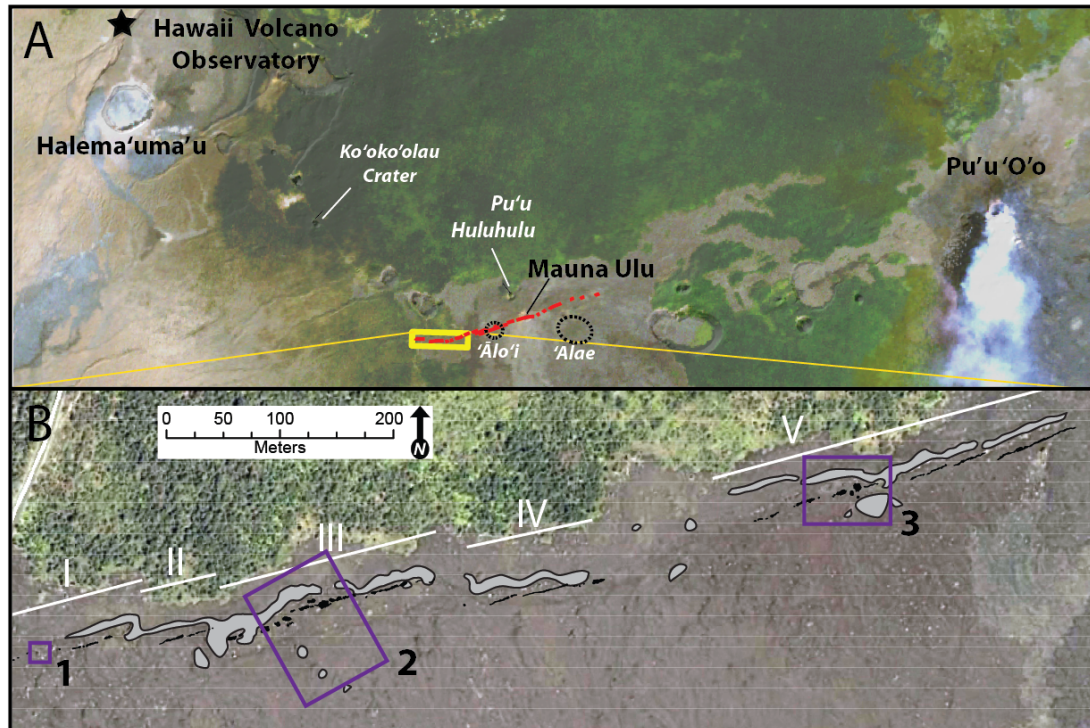 A
Hawaii Volcano
Observatory
Halema‘uma‘u
Ko‘oko‘olau
Crater
Pu‘u
Huluhulu
Mauna Ulu
‘Ālo‘i
‘Alae
Pu‘u ‘O‘o
B
0 50 100 200
Meters
N
I
II
III
IV
V
1
2
3